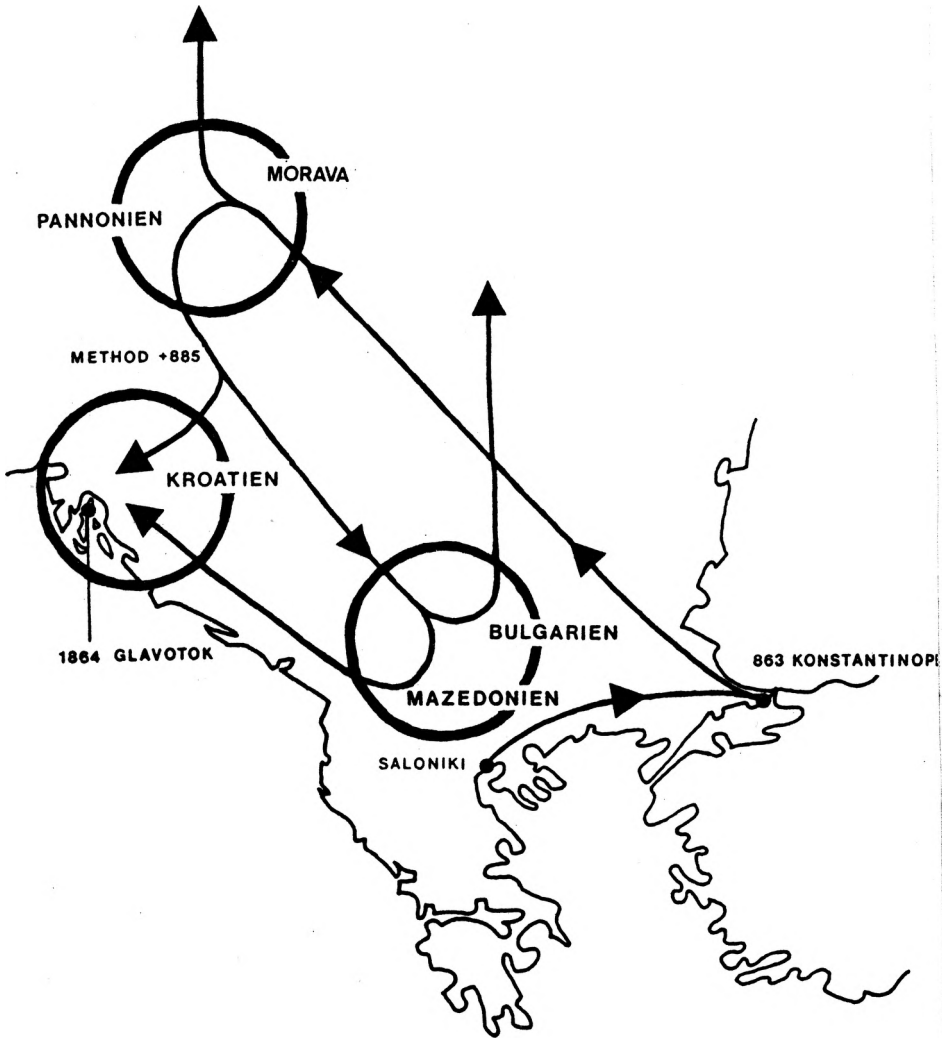 MORAVA
PANNONIEN
METHOD +885
KROATIEN
1864 GLAVOTOK
BULGARIEN
863 KONSTANTINOPE
MAZEDONIEN
SALONIKI